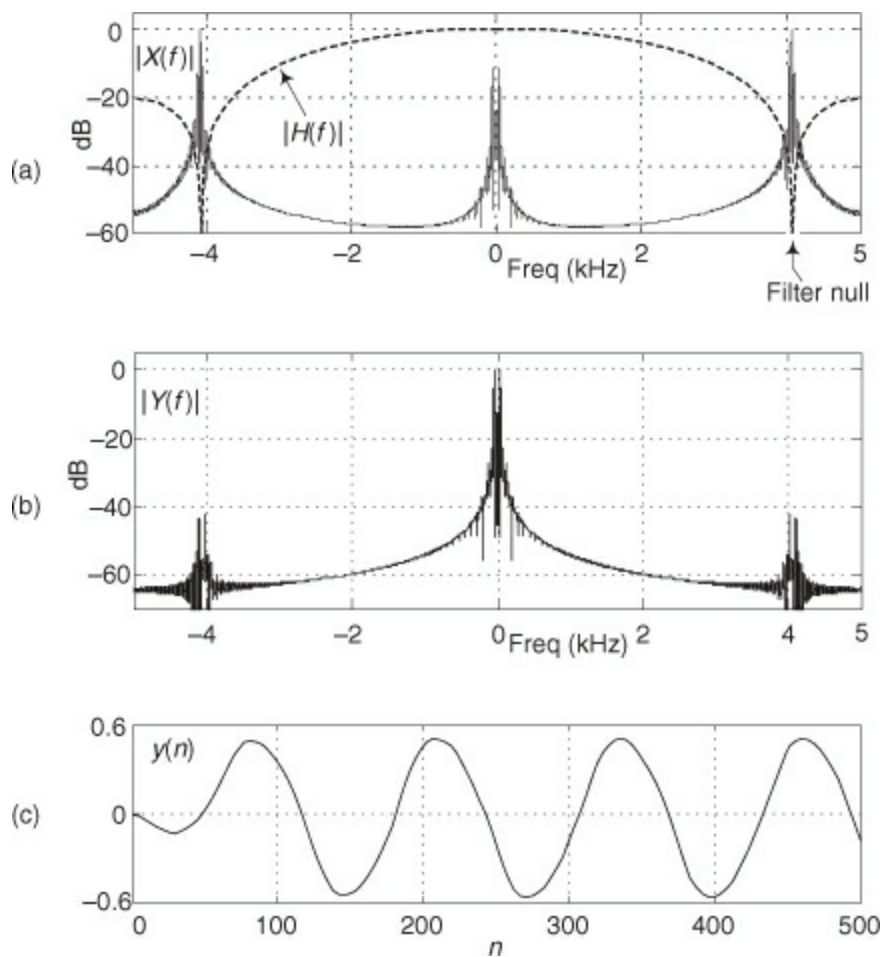 (a)
|X(f)|
|H(f)|
dB
0
−20
−40
−60
−4
−2
0
2
4
5
Freq (kHz)
Filter null
(b)
|Y(f)|
dB
0
−20
−40
−60
−4
−2
0
2
4
5
Freq (kHz)
(c)
y(n)
0.6
0
−0.6
0
100
200
300
400
500
n